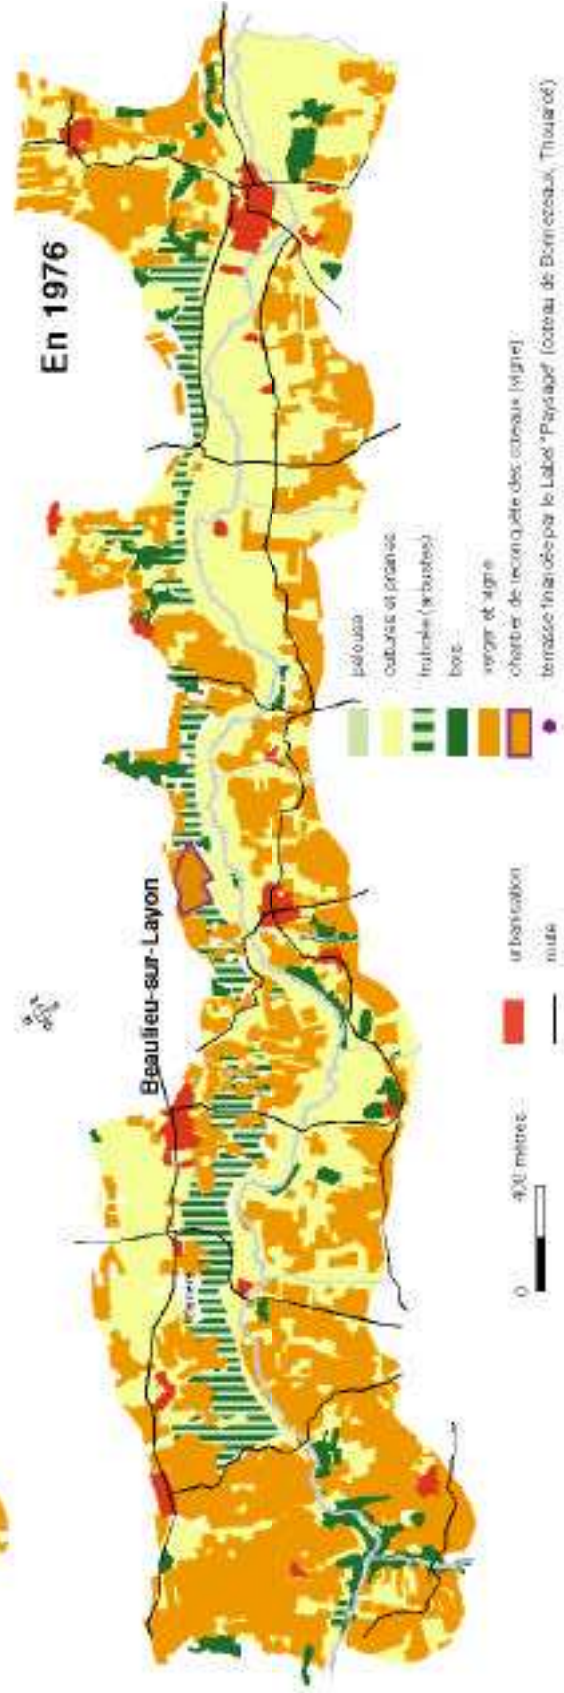 En 1976
Beaulieu-sur-Layon
pelouse
cultures et prairies
fruticée (arbustes)
bois
verger et vigne
chantier de reconquête des coteaux (vigne)
terrasse financée par le Label "Paysage" (coteau de Bonnezeaux, Thouarcé)
urbanisation
route
0 400 mètres